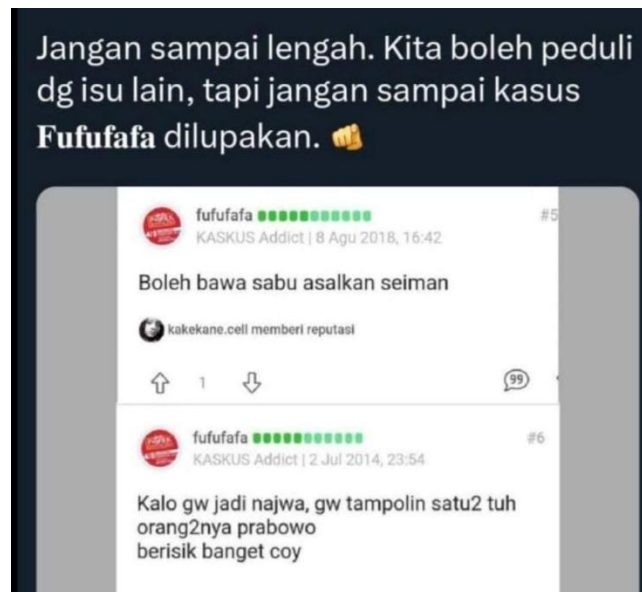 Jangan sampai lengah. Kita boleh peduli
dg isu lain, tapi jangan sampai kasus
Fufufafa dilupakan. 🫵
fufufafa
#5
KASKUS Addict | 8 Agu 2018, 16:42
Boleh bawa sabu asalkan seiman
kakekane.cell memberi reputasi
1
99
fufufafa
#6
KASKUS Addict | 2 Jul 2014, 23:54
Kalo gw jadi najwa, gw tampolin satu2 tuh
orang2nya prabowo
berisik banget coy